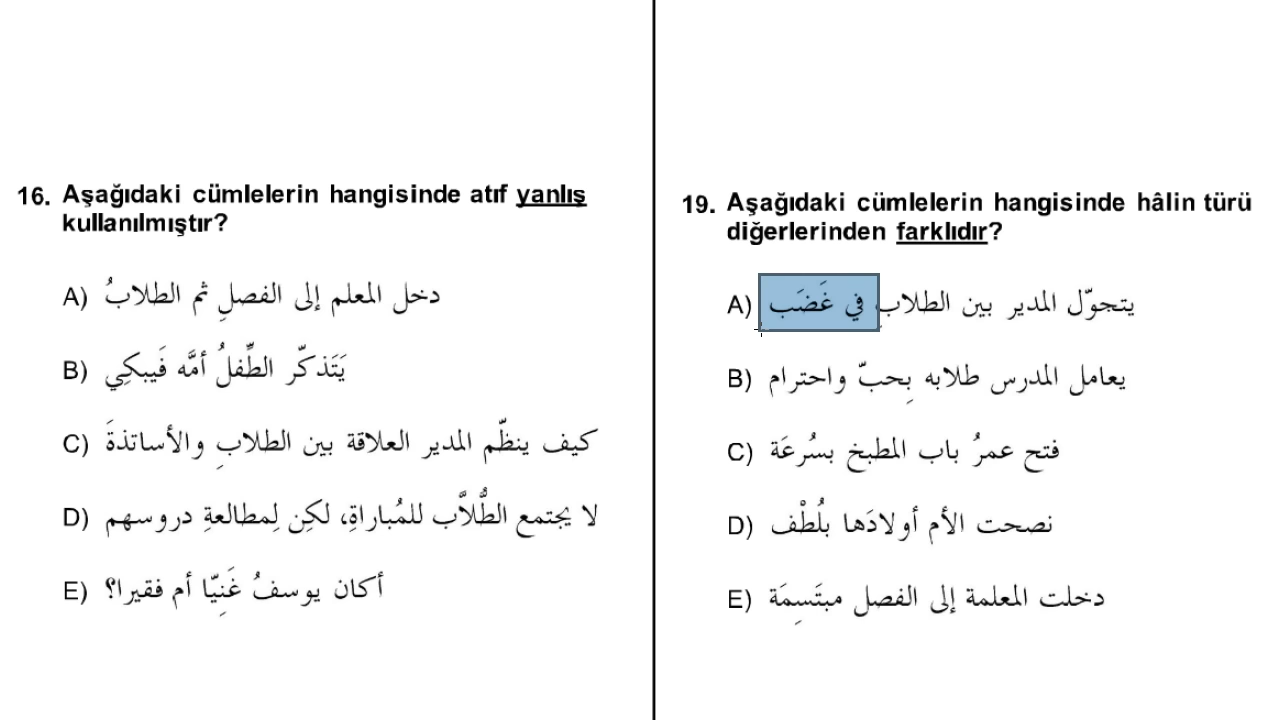 16. Aşağıdaki cümlelerin hangisinde atıf yanlış
kullanılmıştır?
A) دخل المعلم إلى الفصلِ ثم الطلابُ
B) يَتَذكّر الطِّفلُ أمَّه فَيبكِي
C) كيف ينظّم المدير العلاقة بين الطلابِ والأساتذةَ
D) لا يجتمع الطُّلاَّب للمُباراةِ، لكِن لِمطالعةِ دروسهم
E) أكان يوسفُ غَنِيّا أم فقيرا؟
19. Aşağıdaki cümlelerin hangisinde hâlin türü
diğerlerinden farklıdır?
A) يتجوّل المدير بين الطلابِ في غَضَب
B) يعامل المدرس طلابه بِحبّ واحترام
C) فتح عمرُ باب المطبخ بسُرعَة
D) نصحت الأم أولادَها بلُطْف
E) دخلت المعلمة إلى الفصل مبتَسِمَة